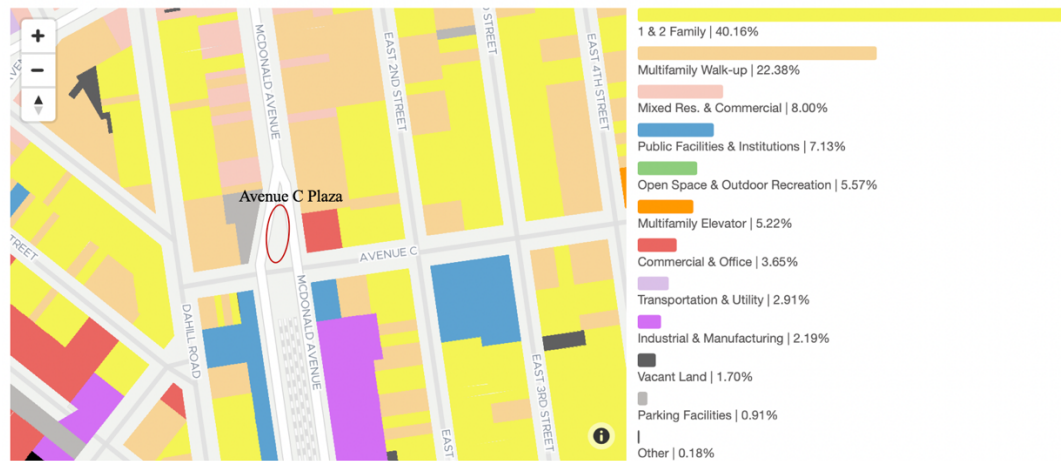 MCDONALD AVENUE
EAST 2ND STREET
D STREET
EAST 4TH STREET
AVE
Avenue C Plaza
AVENUE C
TREET
DAHILL ROAD
MCDONALD AVENUE
EAST 3RD STREET
EAST
1 & 2 Family | 40.16%
Multifamily Walk-up | 22.38%
Mixed Res. & Commercial | 8.00%
Public Facilities & Institutions | 7.13%
Open Space & Outdoor Recreation | 5.57%
Multifamily Elevator | 5.22%
Commercial & Office | 3.65%
Transportation & Utility | 2.91%
Industrial & Manufacturing | 2.19%
Vacant Land | 1.70%
Parking Facilities | 0.91%
Other | 0.18%